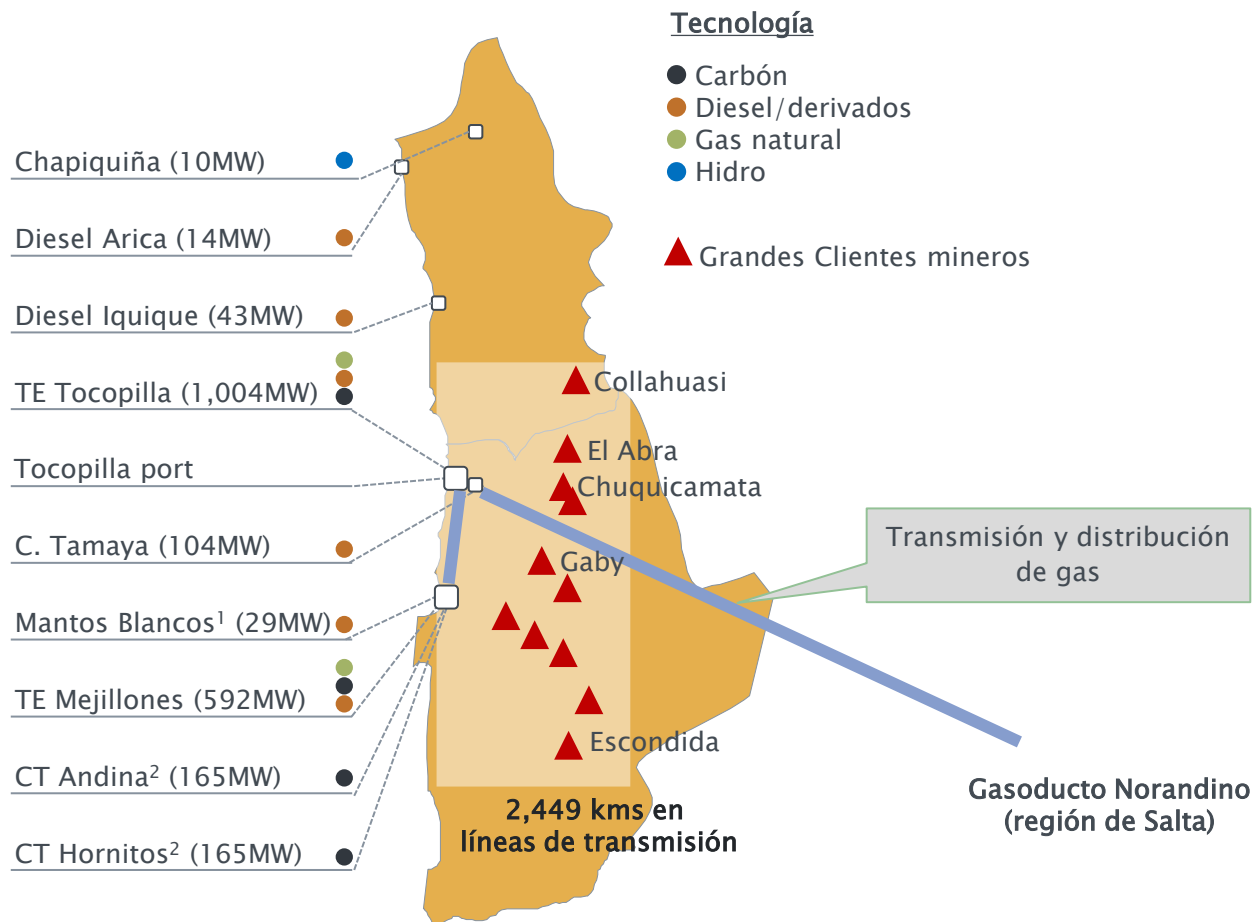 Tecnología
Carbón
Diesel/derivados
Gas natural
Hidro
Grandes Clientes mineros
Chapiquiña (10MW)
Diesel Arica (14MW)
Diesel Iquique (43MW)
TE Tocopilla (1,004MW)
Tocopilla port
C. Tamaya (104MW)
Mantos Blancos¹ (29MW)
TE Mejillones (592MW)
CT Andina² (165MW)
CT Hornitos² (165MW)
Collahuasi
El Abra
Chuquicamata
Gaby
Escondida
2,449 kms en
líneas de transmisión
Transmisión y distribución
de gas
Gasoducto Norandino
(región de Salta)